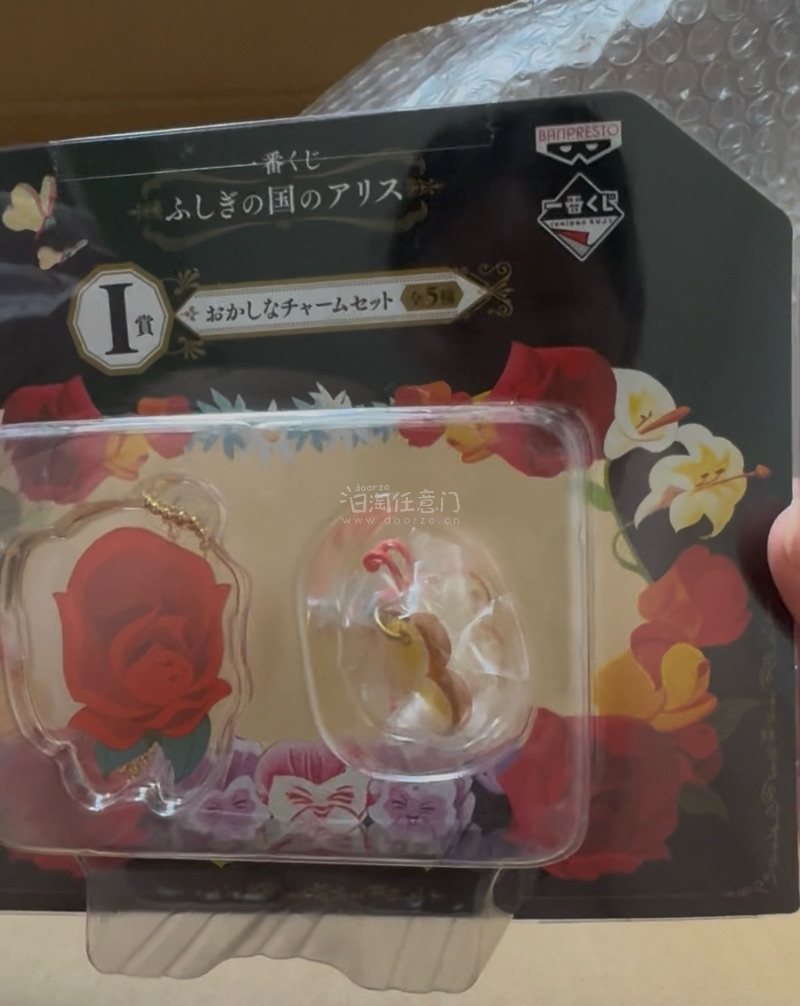 一番くじ
ふしぎの国のアリス
BANPRESTO
一番くじ
ICHIBAN KUJI
I賞
おかしなチャームセット 全5種
doorzo
日淘任意门
www.doorzo.cn